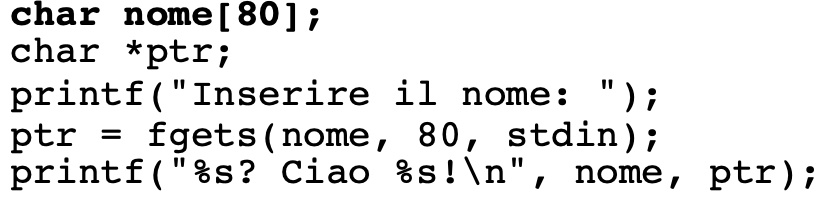 char nome[80];
char *ptr;
printf("Inserire il nome: ");
ptr = fgets(nome, 80, stdin);
printf("%s? Ciao %s!\n", nome, ptr);